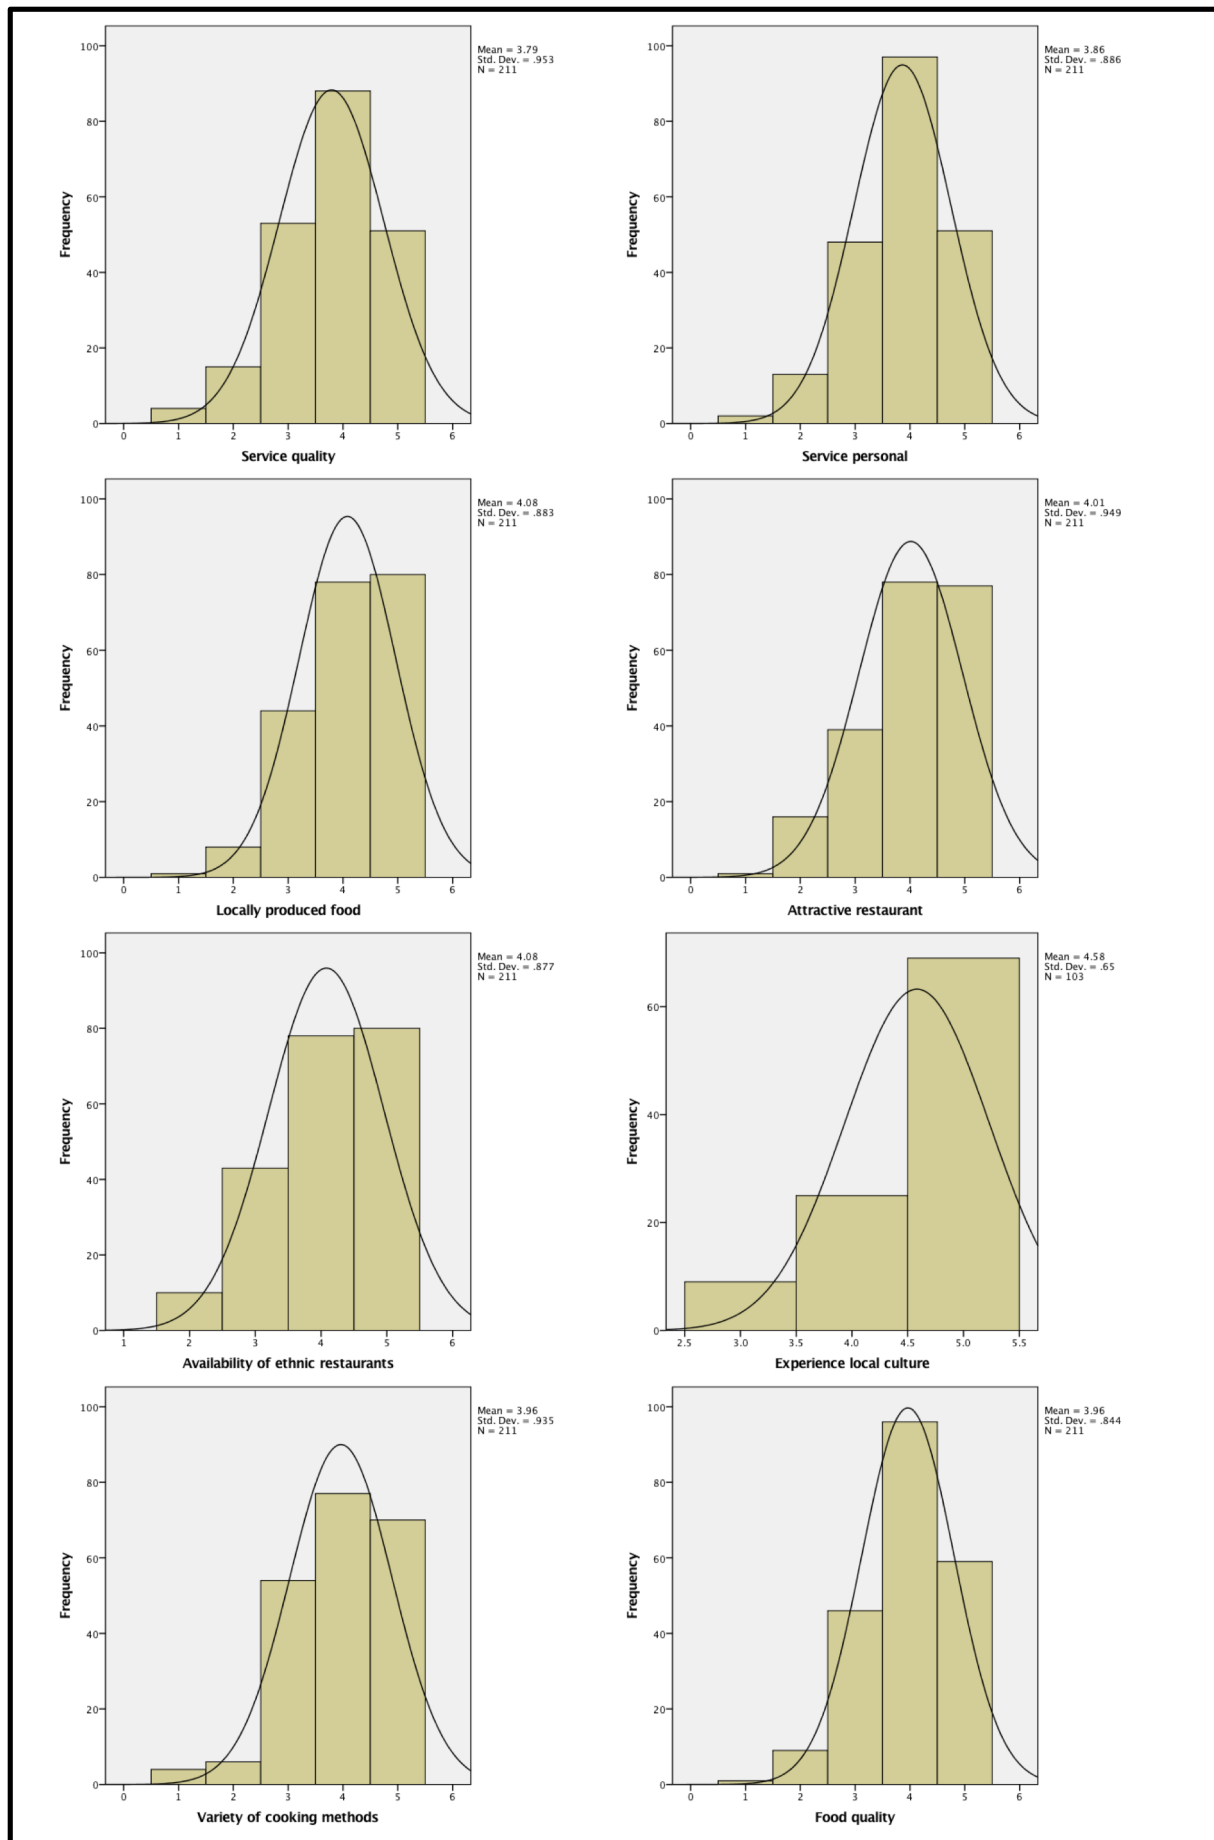 Mean = 3.79
Std. Dev. = .953
N = 211
100
80
60
40
20
0
Frequency
0 1 2 3 4 5 6
Service quality
Mean = 3.86
Std. Dev. = .886
N = 211
100
80
60
40
20
0
Frequency
0 1 2 3 4 5 6
Service personal
Mean = 4.08
Std. Dev. = .883
N = 211
100
80
60
40
20
0
Frequency
0 1 2 3 4 5 6
Locally produced food
Mean = 4.01
Std. Dev. = .949
N = 211
100
80
60
40
20
0
Frequency
0 1 2 3 4 5 6
Attractive restaurant
Mean = 4.08
Std. Dev. = .877
N = 211
100
80
60
40
20
0
Frequency
1 2 3 4 5 6
Availability of ethnic restaurants
Mean = 4.58
Std. Dev. = .65
N = 103
60
40
20
0
Frequency
2.5 3.0 3.5 4.0 4.5 5.0 5.5
Experience local culture
Mean = 3.96
Std. Dev. = .935
N = 211
100
80
60
40
20
0
Frequency
0 1 2 3 4 5 6
Variety of cooking methods
Mean = 3.96
Std. Dev. = .844
N = 211
100
80
60
40
20
0
Frequency
0 1 2 3 4 5 6
Food quality